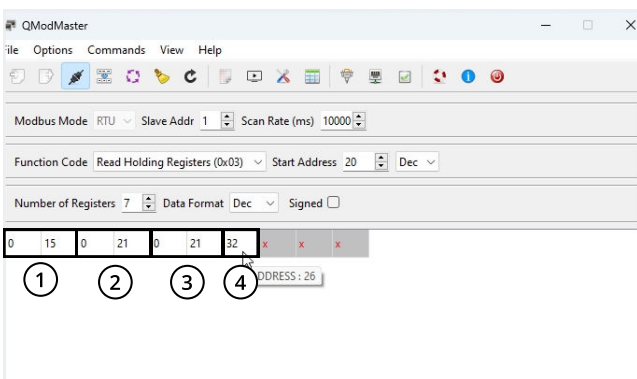 QModMaster
ile Options Commands View Help
Modbus Mode RTU Slave Addr 1 Scan Rate (ms) 10000
Function Code Read Holding Registers (0x03) Start Address 20 Dec
Number of Registers 7 Data Format Dec Signed
0 15 0 21 0 21 32 x x x
DDRESS : 26
1 2 3 4